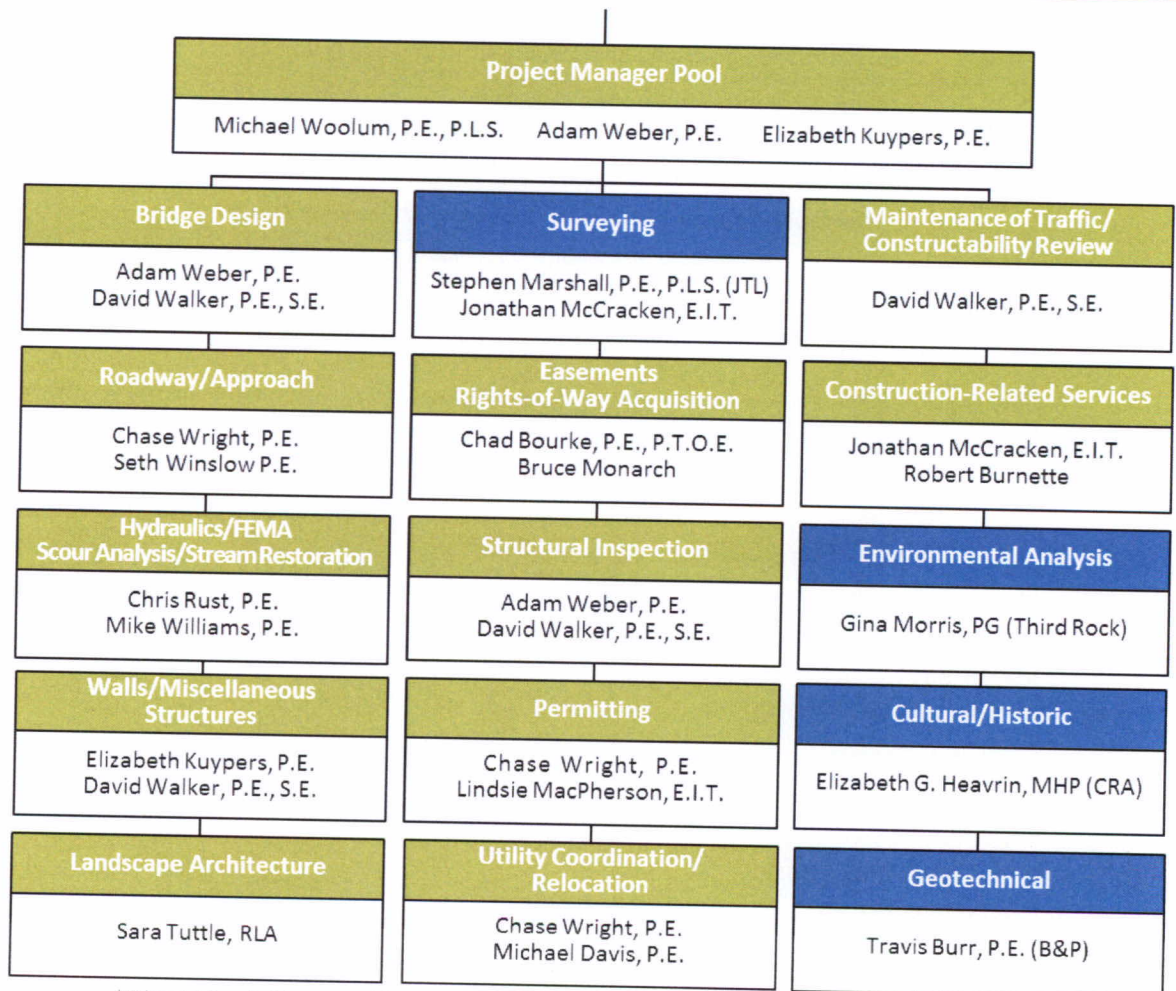 Project Manager Pool
Michael Woolum, P.E., P.L.S. Adam Weber, P.E. Elizabeth Kuypers, P.E.
Bridge Design
Adam Weber, P.E.
David Walker, P.E., S.E.
Roadway/Approach
Chase Wright, P.E.
Seth Winslow P.E.
Hydraulics/FEMA
Scour Analysis/Stream Restoration
Chris Rust, P.E.
Mike Williams, P.E.
Walls/Miscellaneous
Structures
Elizabeth Kuypers, P.E.
David Walker, P.E., S.E.
Landscape Architecture
Sara Tuttle, RLA
Surveying
Stephen Marshall, P.E., P.L.S. (JTL)
Jonathan McCracken, E.I.T.
Easements
Rights-of-Way Acquisition
Chad Bourke, P.E., P.T.O.E.
Bruce Monarch
Structural Inspection
Adam Weber, P.E.
David Walker, P.E., S.E.
Permitting
Chase Wright, P.E.
Lindsie MacPherson, E.I.T.
Utility Coordination/
Relocation
Chase Wright, P.E.
Michael Davis, P.E.
Maintenance of Traffic/
Constructability Review
David Walker, P.E., S.E.
Construction-Related Services
Jonathan McCracken, E.I.T.
Robert Burnette
Environmental Analysis
Gina Morris, PG (Third Rock)
Cultural/Historic
Elizabeth G. Heavrin, MHP (CRA)
Geotechnical
Travis Burr, P.E. (B&P)